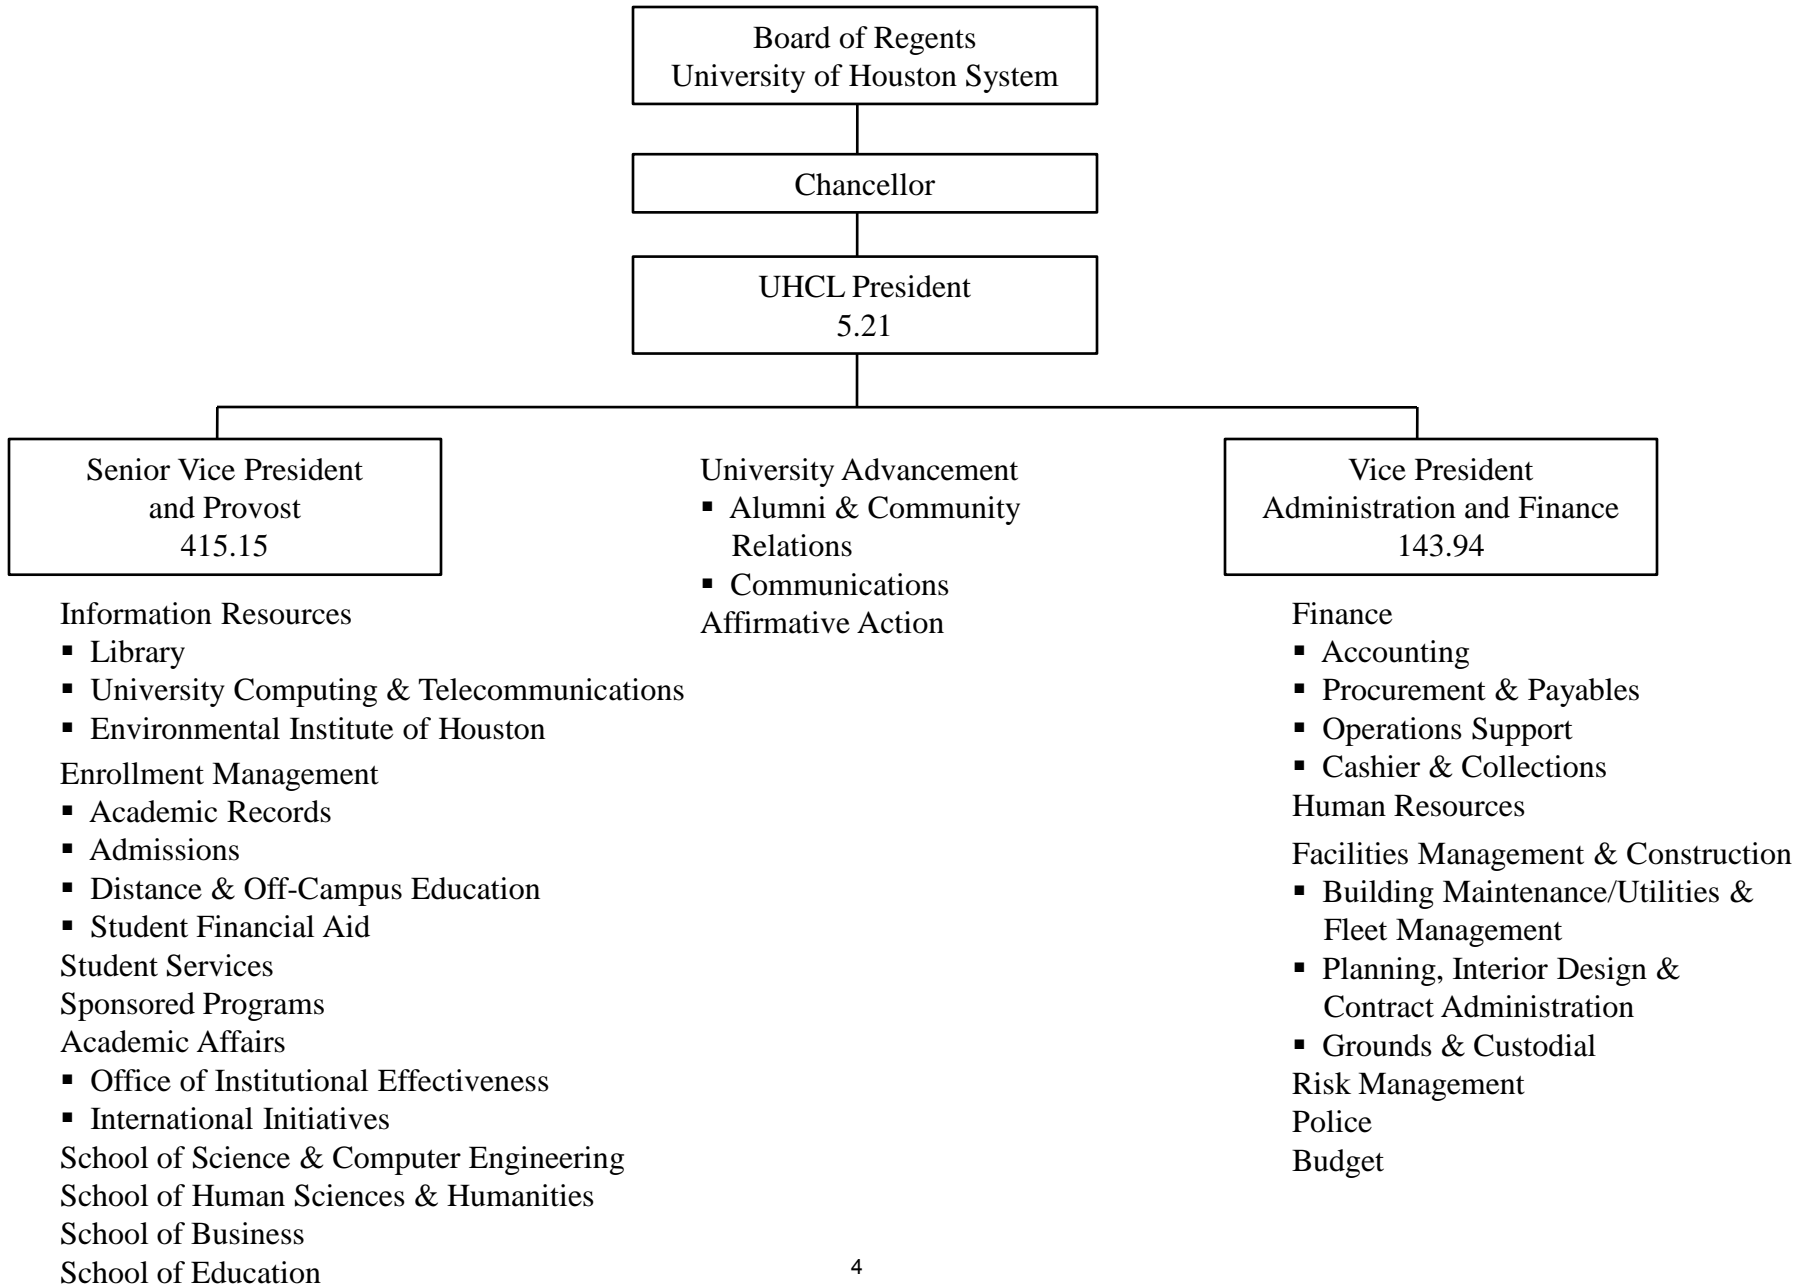 Board of Regents
University of Houston System
Chancellor
UHCL President
5.21
Senior Vice President
and Provost
415.15
Information Resources
▪ Library
▪ University Computing & Telecommunications
▪ Environmental Institute of Houston
Enrollment Management
▪ Academic Records
▪ Admissions
▪ Distance & Off-Campus Education
▪ Student Financial Aid
Student Services
Sponsored Programs
Academic Affairs
▪ Office of Institutional Effectiveness
▪ International Initiatives
School of Science & Computer Engineering
School of Human Sciences & Humanities
School of Business
School of Education
University Advancement
▪ Alumni & Community
Relations
▪ Communications
Affirmative Action
Vice President
Administration and Finance
143.94
Finance
▪ Accounting
▪ Procurement & Payables
▪ Operations Support
▪ Cashier & Collections
Human Resources
Facilities Management & Construction
▪ Building Maintenance/Utilities &
Fleet Management
▪ Planning, Interior Design &
Contract Administration
▪ Grounds & Custodial
Risk Management
Police
Budget
4